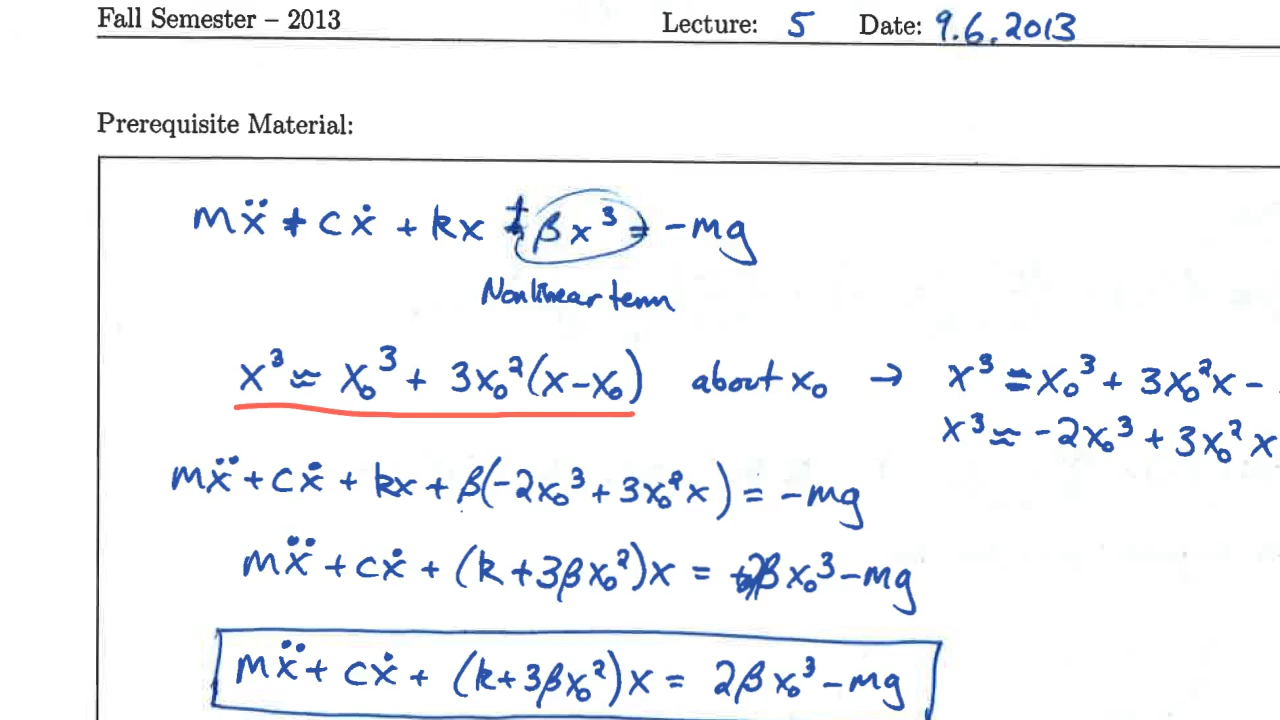 Fall Semester – 2013 Lecture: 5 Date: 9.6.2013
Prerequisite Material:
mẍ + cẋ + kx + βx³ = -mg
Nonlinear term
x³ ≈ x₀³ + 3x₀²(x-x₀) about x₀ → x³ = x₀³ + 3x₀²x -
x³ ≈ -2x₀³ + 3x₀²x
mẍ + cẋ + kx + β(-2x₀³ + 3x₀²x) = -mg
mẍ + cẋ + (k+3βx₀²)x = +2βx₀³ - mg
mẍ + cẋ + (k+3βx₀²)x = 2βx₀³ - mg